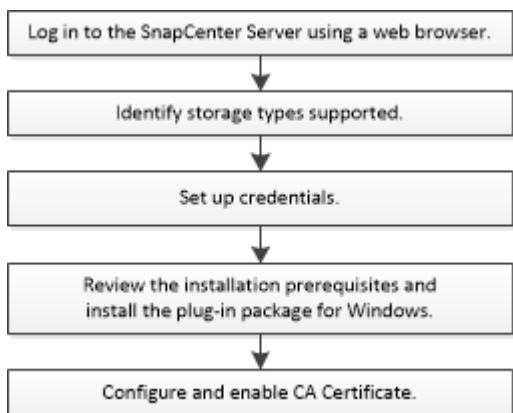 Log in to the SnapCenter Server using a web browser.
Identify storage types supported.
Set up credentials.
Review the installation prerequisites and
install the plug-in package for Windows.
Configure and enable CA Certificate.